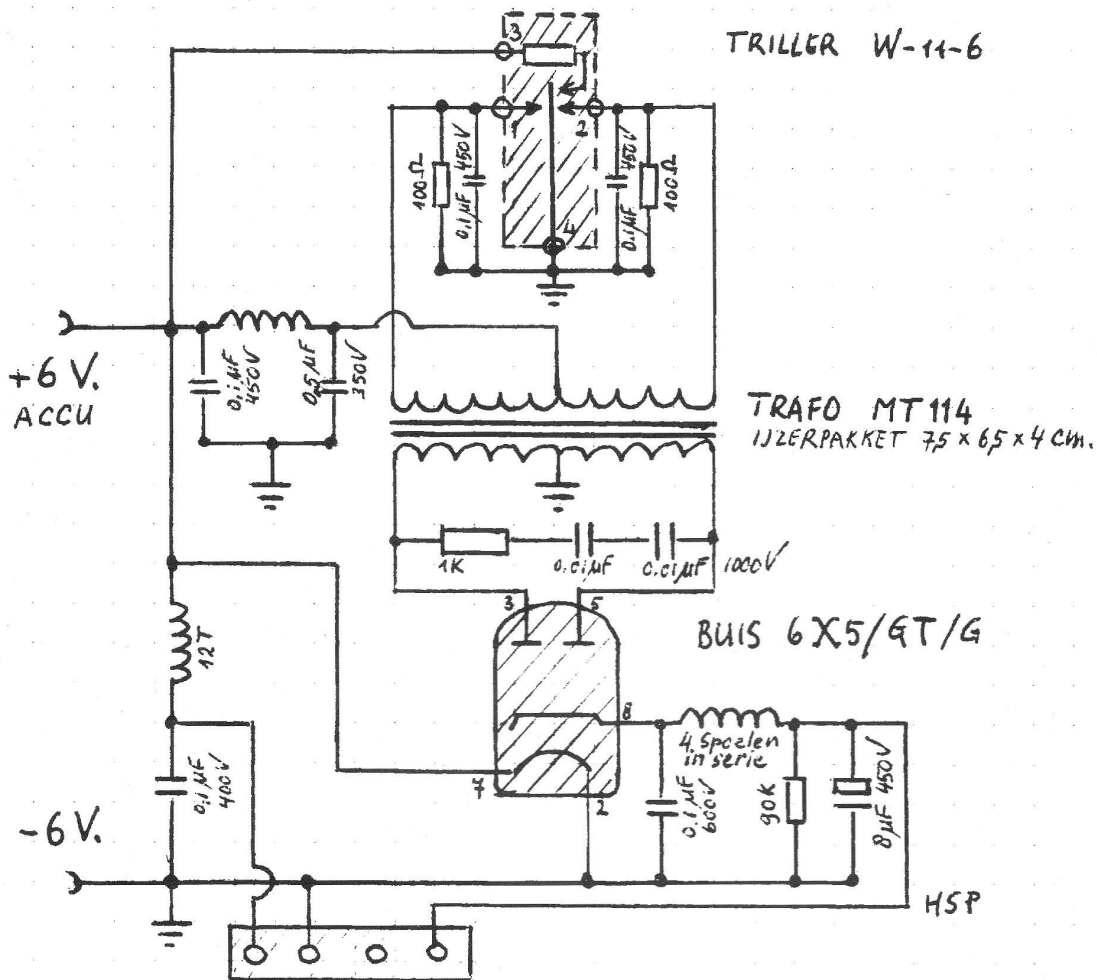 3
TRILLER W-11-6
1
2
100Ω
0.1µF 450V
4
0.1µF
450V
100Ω
+6 V.
ACCU
0.1µF
450V
0.5µF
350V
TRAFO MT 114
IJZERPAKKET 7,5 x 6,5 x 4 cm.
1K
0.01µF
0.01µF 1000V
3
5
BUIS 6X5/GT/G
12T
8
4 Spoelen
in serie
7
2
0.1µF
400V
0.1µF
600V
90K
8µF 450V
-6 V.
HSP